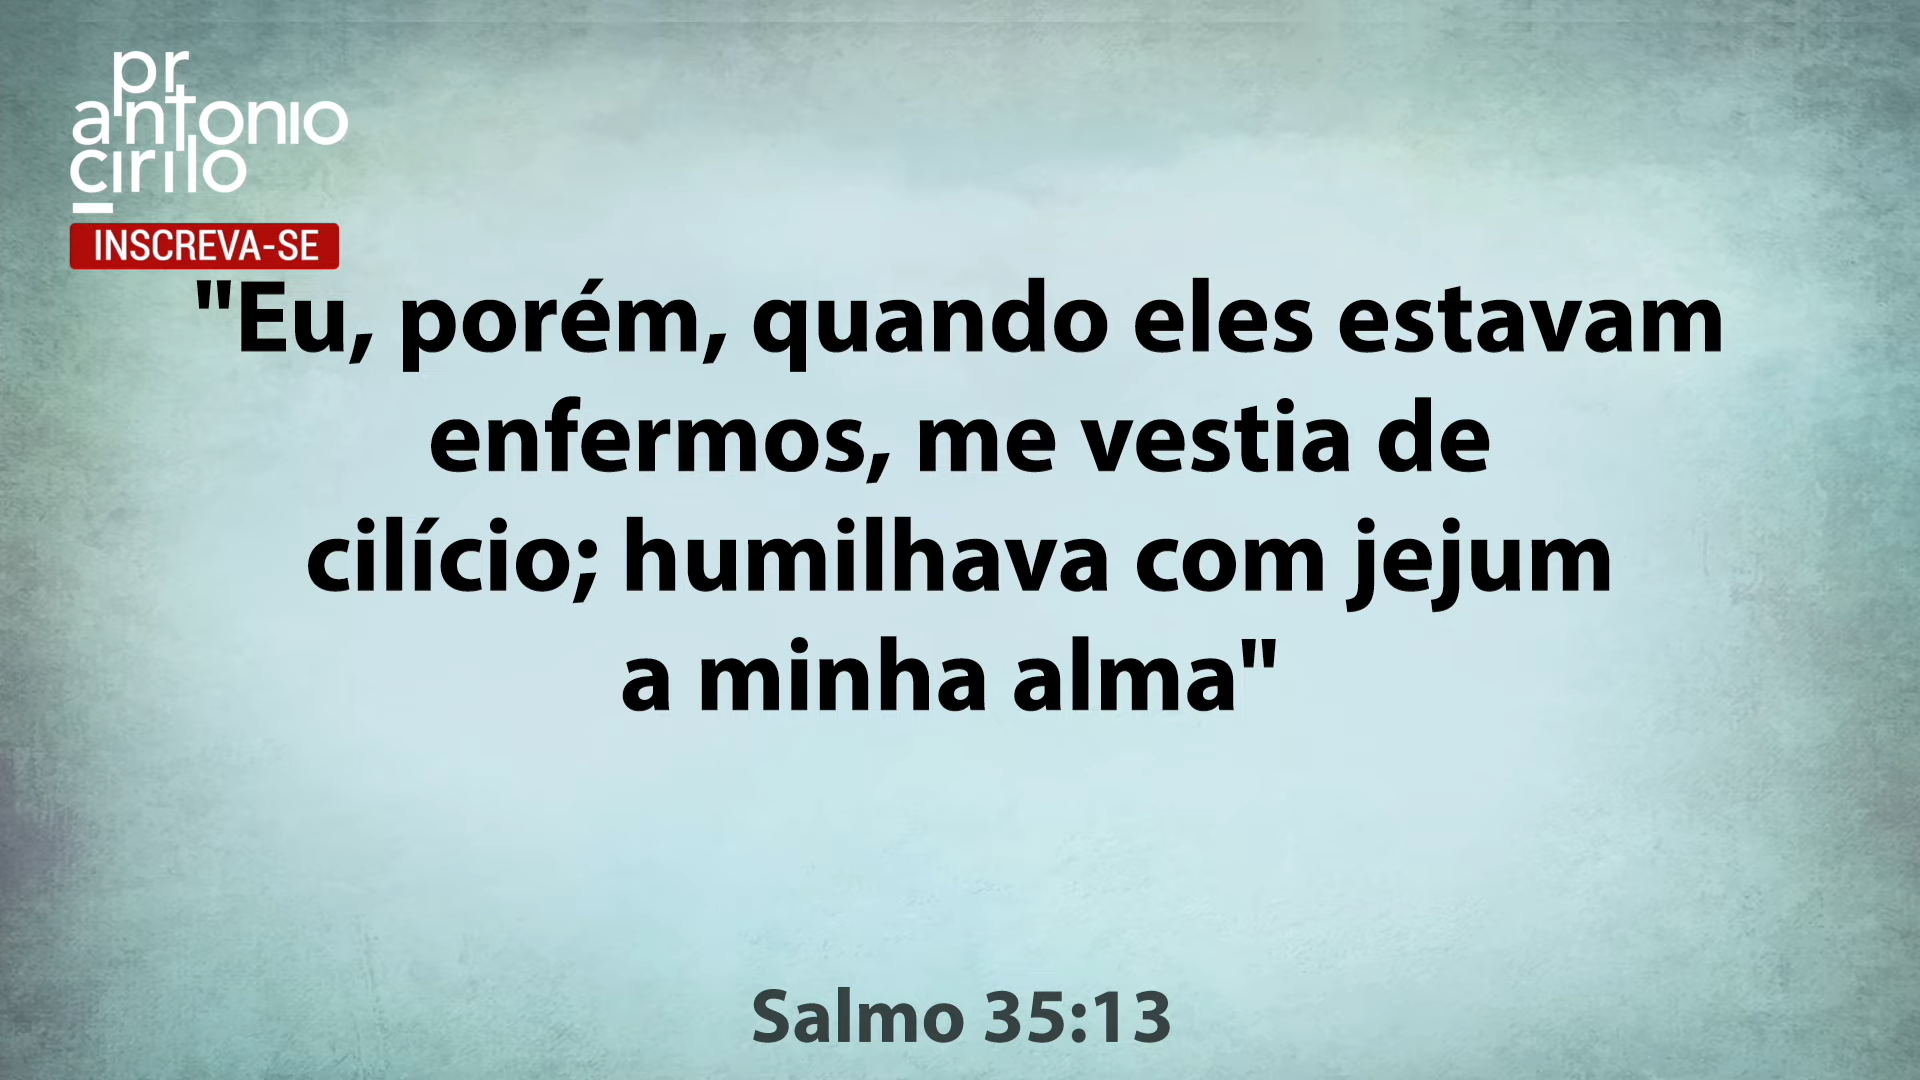 pr
antonio
cirilo
INSCREVA-SE
"Eu, porém, quando eles estavam
enfermos, me vestia de
cilício; humilhava com jejum
a minha alma"
Salmo 35:13